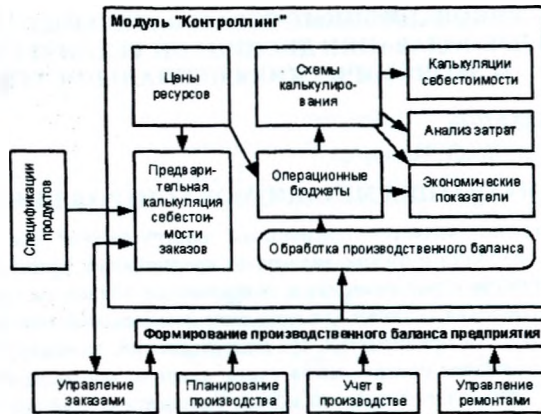 Модуль "Контроллинг"
Цены
ресурсов
Схемы
калькулиро-
вания
Калькуляции
себестоимости
Анализ затрат
Спецификации
продуктов
Предвари-
тельная
калькуляция
себестои-
мости
заказов
Операционные
бюджеты
Экономические
показатели
Обработка производственного баланса
Формирование производственного баланса предприятия
Управление
заказами
Планирование
производства
Учет в
производстве
Управление
ремонтами